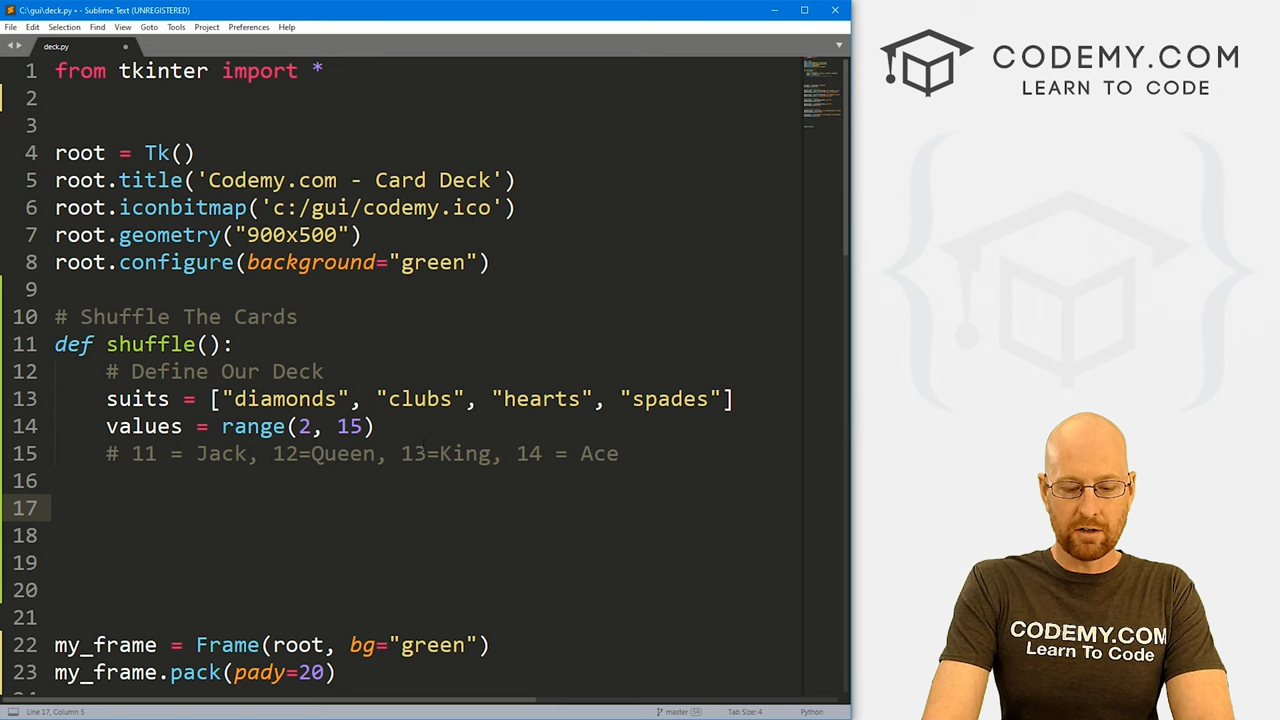 C:\gui\deck.py • - Sublime Text (UNREGISTERED)
File Edit Selection Find View Goto Tools Project Preferences Help
deck.py
1 from tkinter import *
2
3
4 root = Tk()
5 root.title('Codemy.com - Card Deck')
6 root.iconbitmap('c:/gui/codemy.ico')
7 root.geometry("900x500")
8 root.configure(background="green")
9
10 # Shuffle The Cards
11 def shuffle():
12 # Define Our Deck
13 suits = ["diamonds", "clubs", "hearts", "spades"]
14 values = range(2, 15)
15 # 11 = Jack, 12=Queen, 13=King, 14 = Ace
16
17
18
19
20
21
22 my_frame = Frame(root, bg="green")
23 my_frame.pack(pady=20)
Line 17, Column 5
master
Tab Size: 4
Python
CODEMY.COM
LEARN TO CODE
CODEMY.COM
Learn To Code